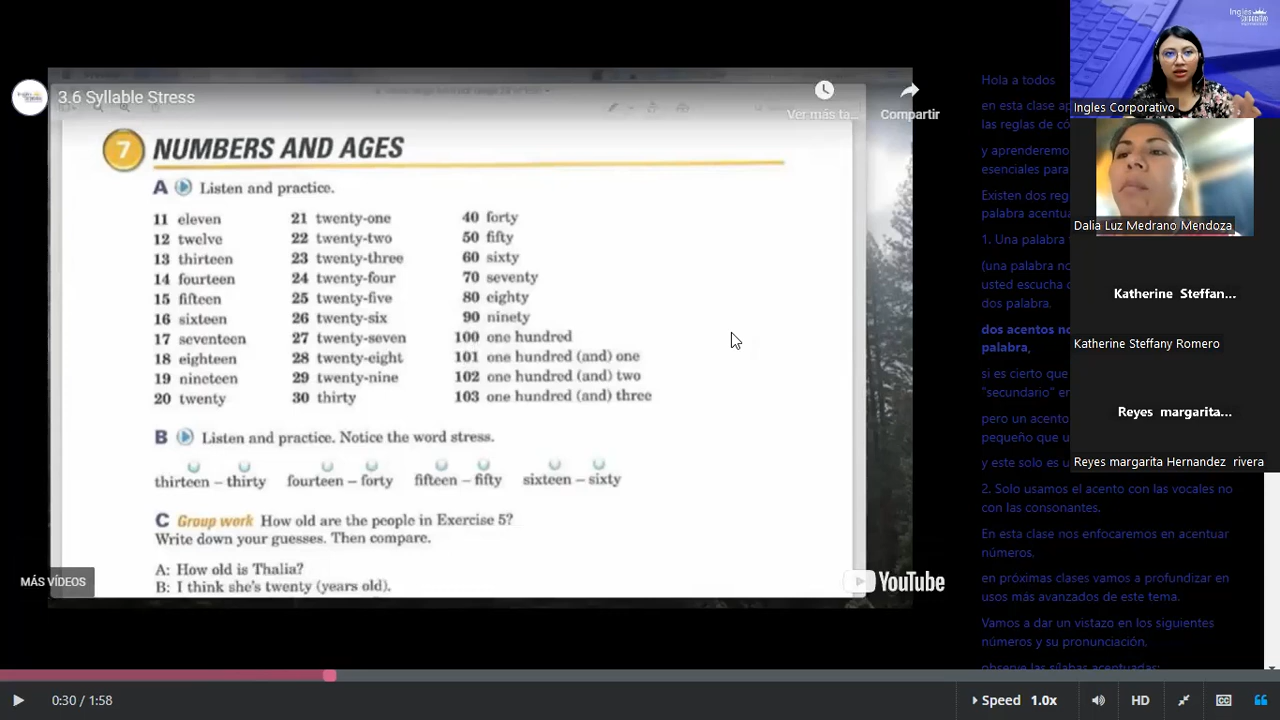 3.6 Syllable Stress
Ver más ta...
Compartir
7 NUMBERS AND AGES
A Listen and practice.
11 eleven
12 twelve
13 thirteen
14 fourteen
15 fifteen
16 sixteen
17 seventeen
18 eighteen
19 nineteen
20 twenty
21 twenty-one
22 twenty-two
23 twenty-three
24 twenty-four
25 twenty-five
26 twenty-six
27 twenty-seven
28 twenty-eight
29 twenty-nine
30 thirty
40 forty
50 fifty
60 sixty
70 seventy
80 eighty
90 ninety
100 one hundred
101 one hundred (and) one
102 one hundred (and) two
103 one hundred (and) three
B Listen and practice. Notice the word stress.
thirteen – thirty fourteen – forty fifteen – fifty sixteen – sixty
C Group work How old are the people in Exercise 5?
Write down your guesses. Then compare.
A: How old is Thalia?
B: I think she's twenty (years old).
MÁS VÍDEOS
YouTube
Hola a todos
en esta clase ap
las reglas de có
y aprenderemo
esenciales para
Existen dos reg
palabra acentua
1. Una palabra
(una palabra no
usted escucha
dos palabra.
dos acentos no
palabra,
si es cierto que
"secundario" en
pero un acento
pequeño que u
y este solo es u
2. Solo usamos el acento con las vocales no
con las consonantes.
En esta clase nos enfocaremos en acentuar
números.
en próximas clases vamos a profundizar en
usos más avanzados de este tema.
Vamos a dar un vistazo en los siguientes
números y su pronunciación,
observe las sílabas acentuadas:
Ingles Corporativo
Dalia Luz Medrano Mendoza
Katherine Steffan...
Katherine Steffany Romero
Reyes margarita...
Reyes margarita Hernandez rivera
0:30 / 1:58
Speed 1.0x
HD
CC